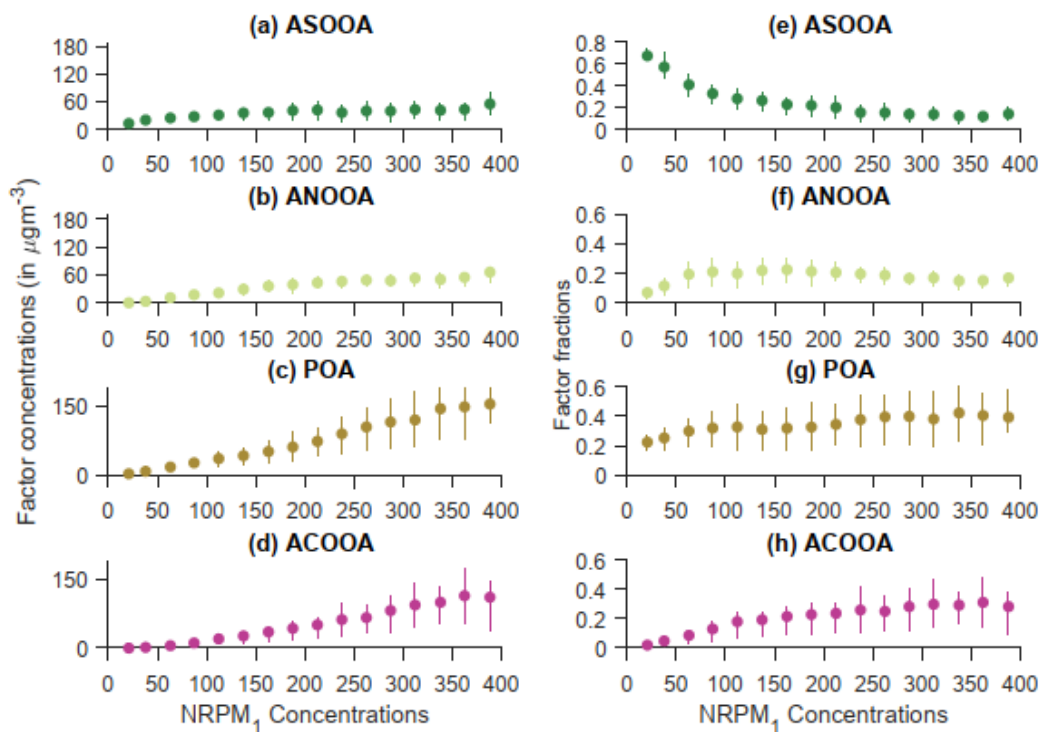 (a) ASOOA
180
120
60
0
0 50 100 150 200 250 300 350 400
(b) ANOOA
180
120
60
0
0 50 100 150 200 250 300 350 400
(c) POA
150
0
0 50 100 150 200 250 300 350 400
(d) ACOOA
150
0
0 50 100 150 200 250 300 350 400
NRPM₁ Concentrations
Factor concentrations (in μgm⁻³)
(e) ASOOA
0.8
0.6
0.4
0.2
0
0 50 100 150 200 250 300 350 400
(f) ANOOA
0.6
0.4
0.2
0
0 50 100 150 200 250 300 350 400
(g) POA
0.6
0.4
0.2
0
0 50 100 150 200 250 300 350 400
(h) ACOOA
0.6
0.4
0.2
0
0 50 100 150 200 250 300 350 400
NRPM₁ Concentrations
Factor fractions